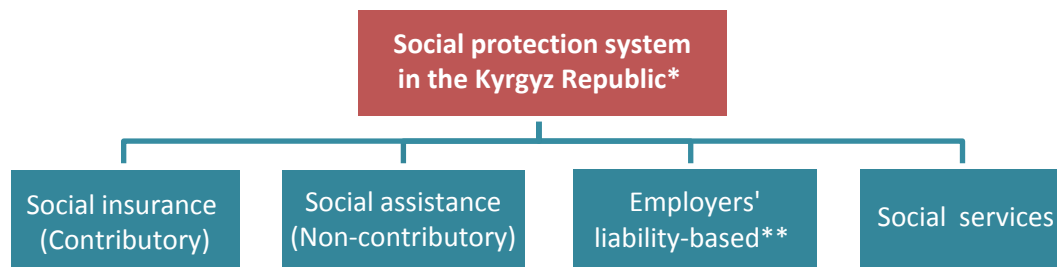 Social protection system
in the Kyrgyz Republic*
Social insurance
(Contributory)
Social assistance
(Non-contributory)
Employers'
liability-based**
Social services